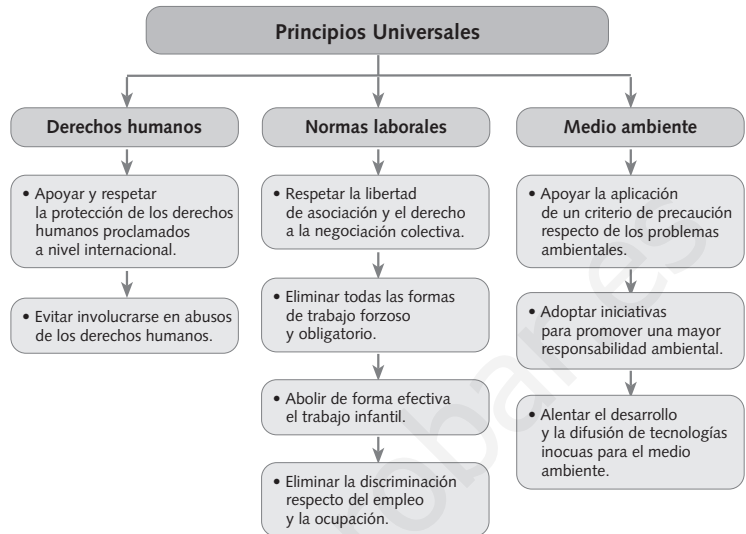 Principios Universales
Derechos humanos
• Apoyar y respetar
la protección de los derechos
humanos proclamados
a nivel internacional.
• Evitar involucrarse en abusos
de los derechos humanos.
Normas laborales
• Respetar la libertad
de asociación y el derecho
a la negociación colectiva.
• Eliminar todas las formas
de trabajo forzoso
y obligatorio.
• Abolir de forma efectiva
el trabajo infantil.
• Eliminar la discriminación
respecto del empleo
y la ocupación.
Medio ambiente
• Apoyar la aplicación
de un criterio de precaución
respecto de los problemas
ambientales.
• Adoptar iniciativas
para promover una mayor
responsabilidad ambiental.
• Alentar el desarrollo
y la difusión de tecnologías
inocuas para el medio
ambiente.